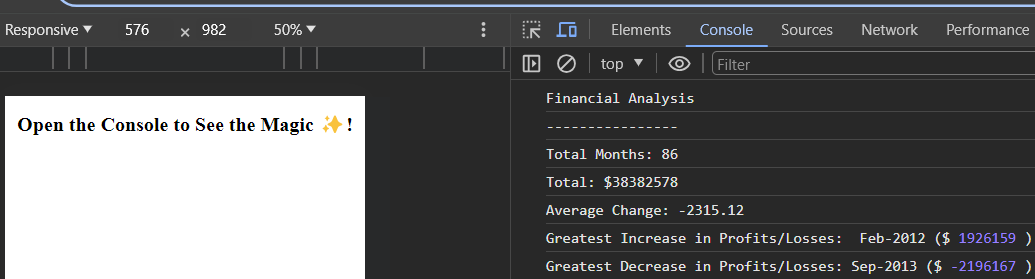 Responsive ▼ 576 × 982 50% ▼
Elements Console Sources Network Performance
top ▼ Filter
Open the Console to See the Magic ✨ !
Financial Analysis
----------------
Total Months: 86
Total: $38382578
Average Change: -2315.12
Greatest Increase in Profits/Losses:  Feb-2012 ($ 1926159 )
Greatest Decrease in Profits/Losses: Sep-2013 ($ -2196167 )